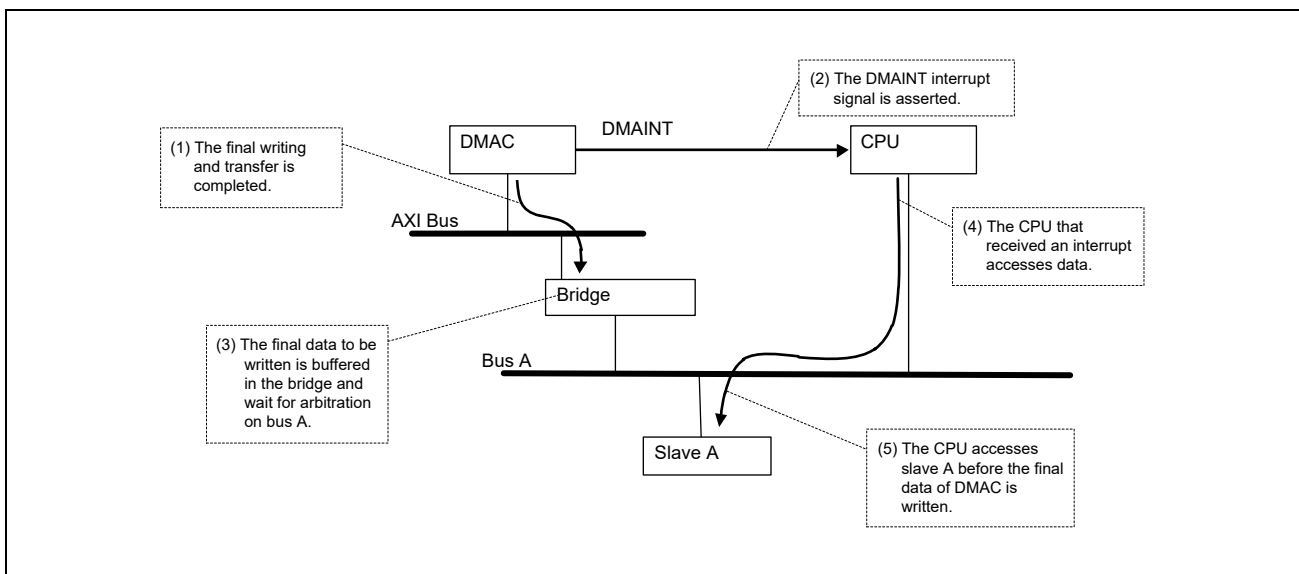 (2) The DMAINT interrupt
signal is asserted.
DMAINT
DMAC
CPU
(1) The final writing
and transfer is
completed.
AXI Bus
(4) The CPU that
received an interrupt
accesses data.
Bridge
(3) The final data to be
written is buffered
in the bridge and
wait for arbitration
on bus A.
Bus A
Slave A
(5) The CPU accesses
slave A before the final
data of DMAC is
written.